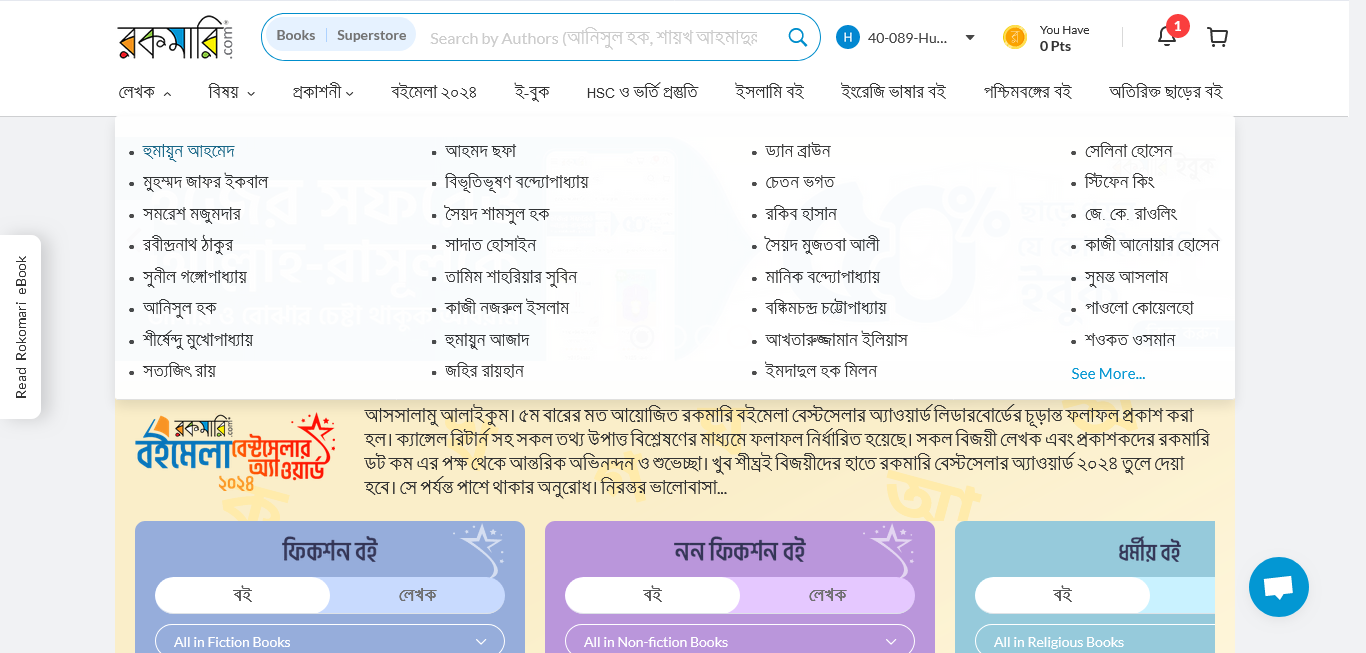 রকমারি.com
Books | Superstore Search by Authors (আনিসুল হক, শায়খ আহমাদুল্ল
H 40-089-Hu...
You Have
0 Pts
1
লেখক বিষয় প্রকাশনী বইমেলা ২০২৪ ই-বুক HSC ও ভর্তি প্রস্তুতি ইসলামি বই ইংরেজি ভাষার বই পশ্চিমবঙ্গের বই অতিরিক্ত ছাড়ের বই
হুমায়ূন আহমেদ
মুহম্মদ জাফর ইকবাল
সমরেশ মজুমদার
রবীন্দ্রনাথ ঠাকুর
সুনীল গঙ্গোপাধ্যায়
আনিসুল হক
শীর্ষেন্দু মুখোপাধ্যায়
সত্যজিৎ রায়
আহমদ ছফা
বিভূতিভূষণ বন্দ্যোপাধ্যায়
সৈয়দ শামসুল হক
সাদাত হোসাইন
তামিম শাহরিয়ার সুবিন
কাজী নজরুল ইসলাম
হুমায়ুন আজাদ
জহির রায়হান
ড্যান ব্রাউন
চেতন ভগত
রকিব হাসান
সৈয়দ মুজতবা আলী
মানিক বন্দ্যোপাধ্যায়
বঙ্কিমচন্দ্র চট্টোপাধ্যায়
আখতারুজ্জামান ইলিয়াস
ইমদাদুল হক মিলন
সেলিনা হোসেন
স্টিফেন কিং
জে. কে. রাওলিং
কাজী আনোয়ার হোসেন
সুমন্ত আসলাম
পাওলো কোয়েলহো
শওকত ওসমান
See More...
Read Rokomari eBook
রকমারি
বইমেলা বেস্টসেলার
অ্যাওয়ার্ড
২০২৪
আসসালামু আলাইকুম। ৫ম বারের মত আয়োজিত রকমারি বইমেলা বেস্টসেলার অ্যাওয়ার্ড লিডারবোর্ডের চূড়ান্ত ফলাফল প্রকাশ করা
হল। ক্যান্সেল রিটার্ন সহ সকল তথ্য উপাত্ত বিশ্লেষণের মাধ্যমে ফলাফল নির্ধারিত হয়েছে। সকল বিজয়ী লেখক এবং প্রকাশকদের রকমারি
ডট কম এর পক্ষ থেকে আন্তরিক অভিনন্দন ও শুভেচ্ছা। খুব শীঘ্রই বিজয়ীদের হাতে রকমারি বেস্টসেলার অ্যাওয়ার্ড ২০২৪ তুলে দেয়া
হবে। সে পর্যন্ত পাশে থাকার অনুরোধ। নিরন্তর ভালোবাসা...
ফিকশন বই
বই লেখক
All in Fiction Books
নন ফিকশন বই
বই লেখক
All in Non-fiction Books
ধর্মীয় বই
বই
All in Religious Books